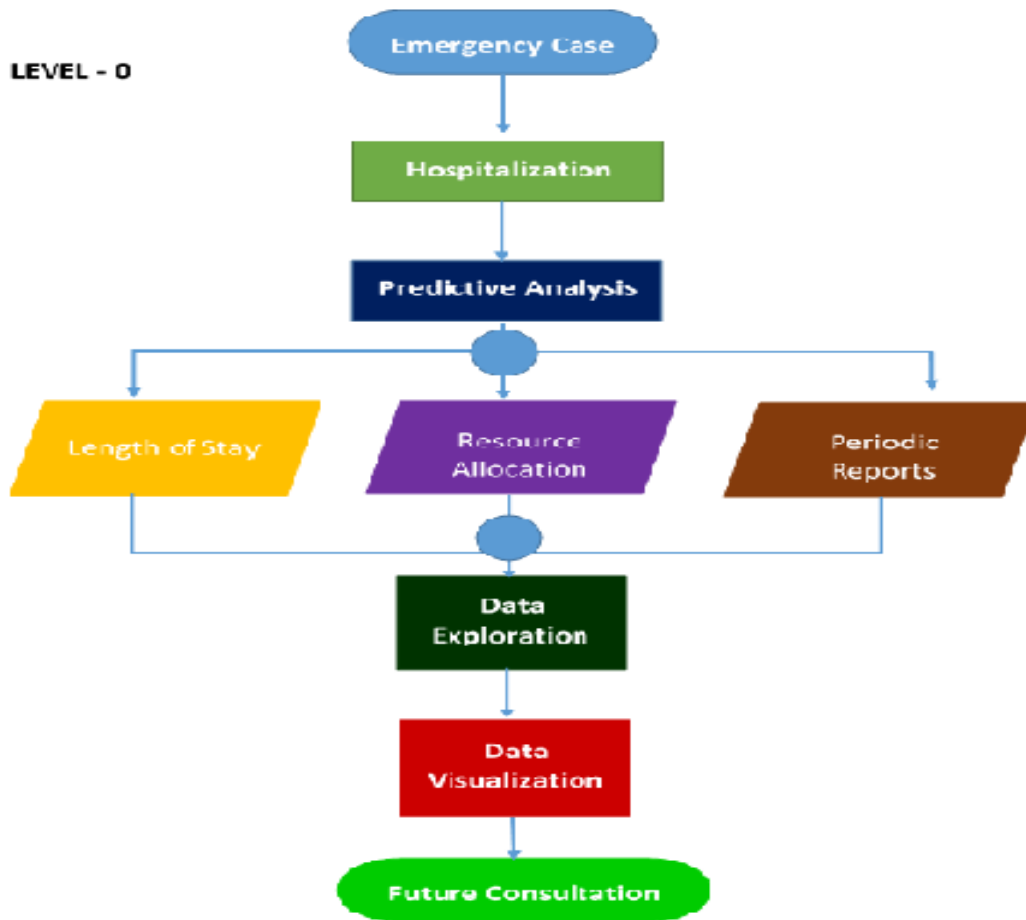 Emergency Case
LEVEL - 0
Hospitalization
Predictive Analysis
Length of Stay
Resource
Allocation
Periodic
Reports
Data
Exploration
Data
Visualization
Future Consultation